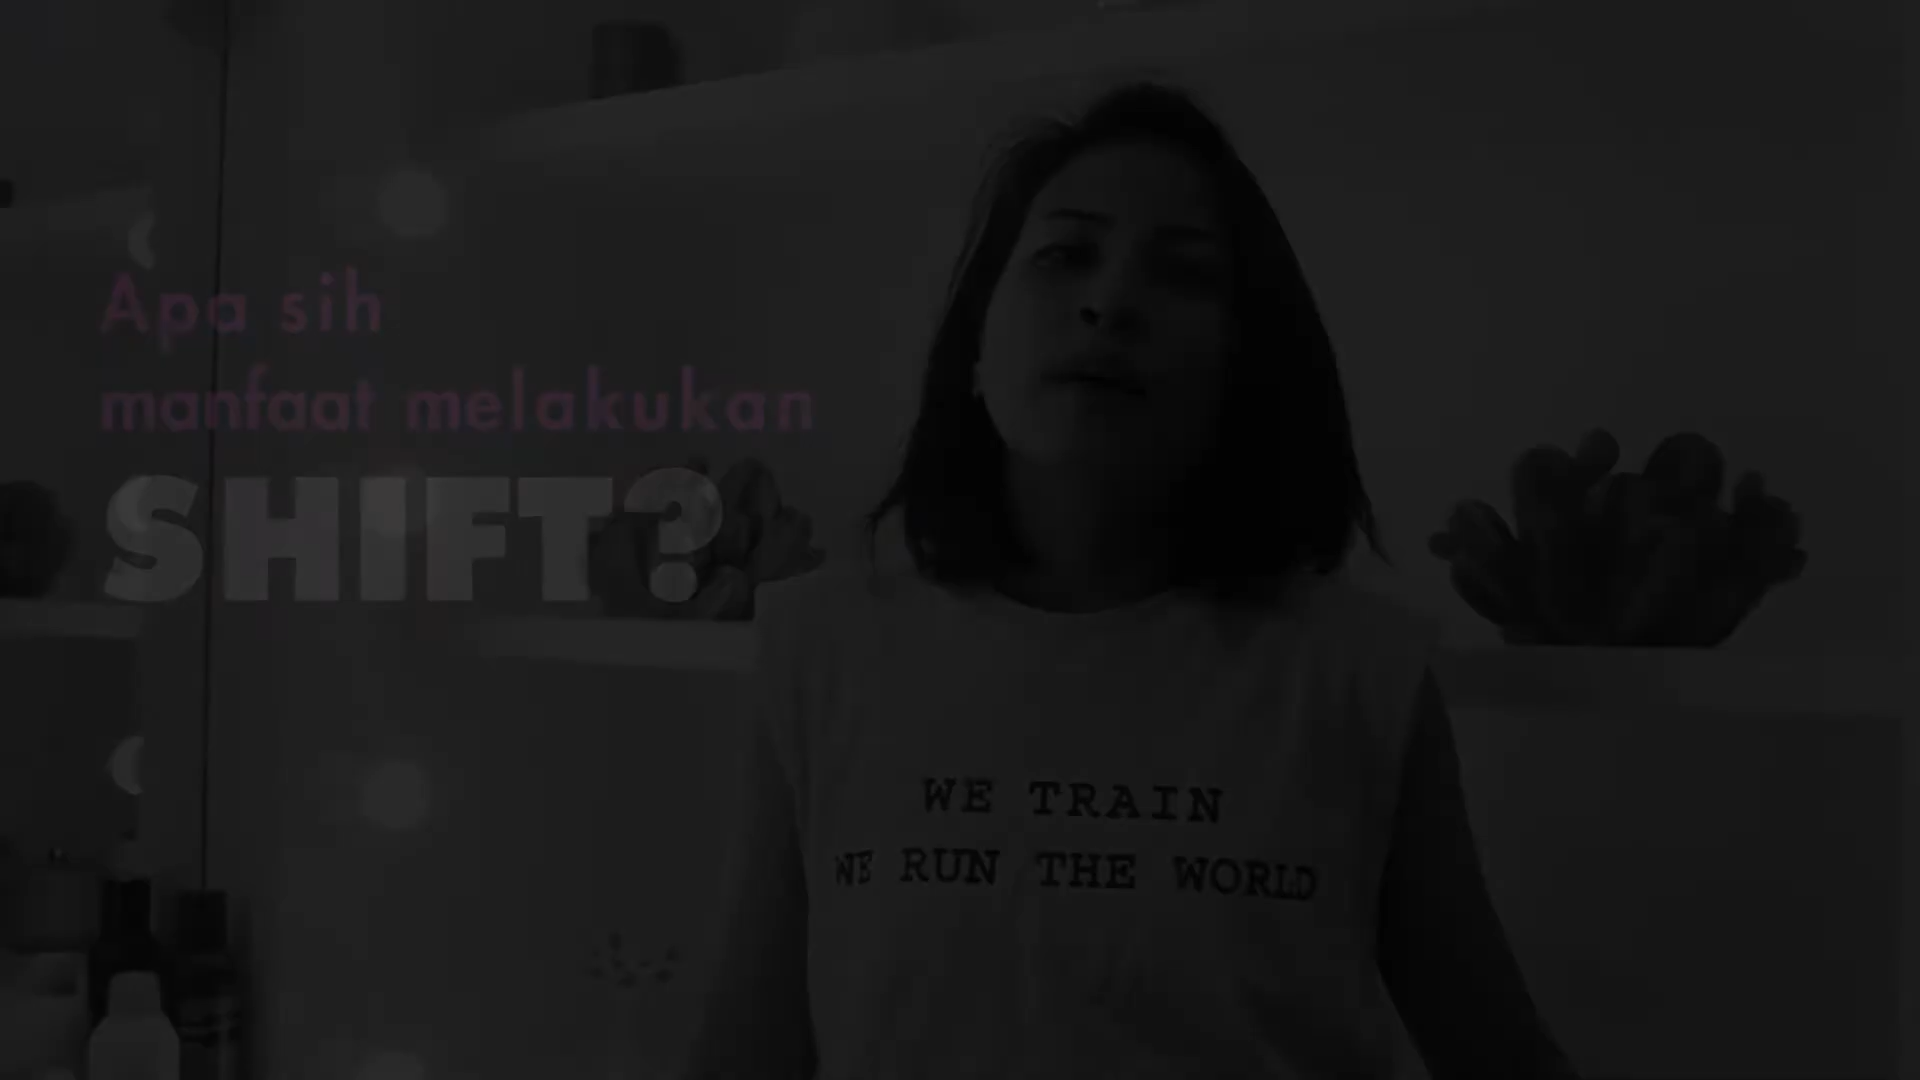 Apa sih
manfaat melakukan
SHIFT?
WE TRAIN
WE RUN THE WORLD